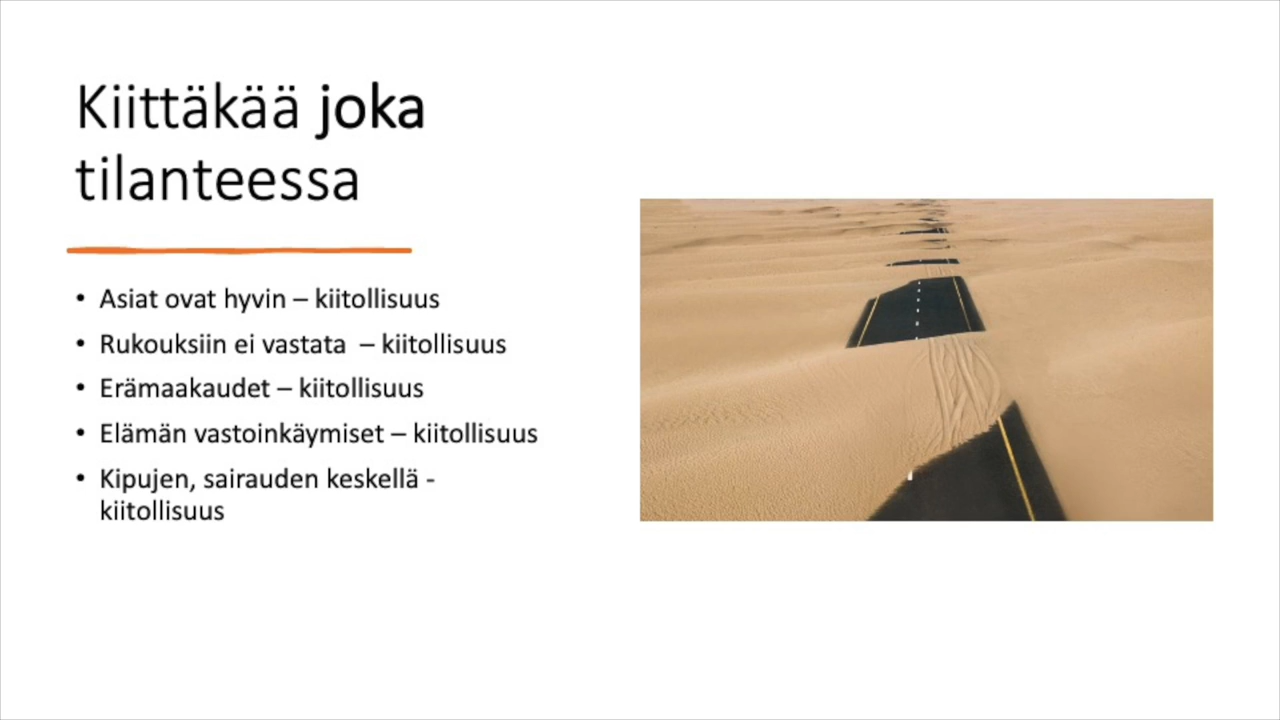 Kiittäkää joka
tilanteessa
• Asiat ovat hyvin – kiitollisuus
• Rukouksiin ei vastata – kiitollisuus
• Erämaakaudet – kiitollisuus
• Elämän vastoinkäymiset – kiitollisuus
• Kipujen, sairauden keskellä -
kiitollisuus